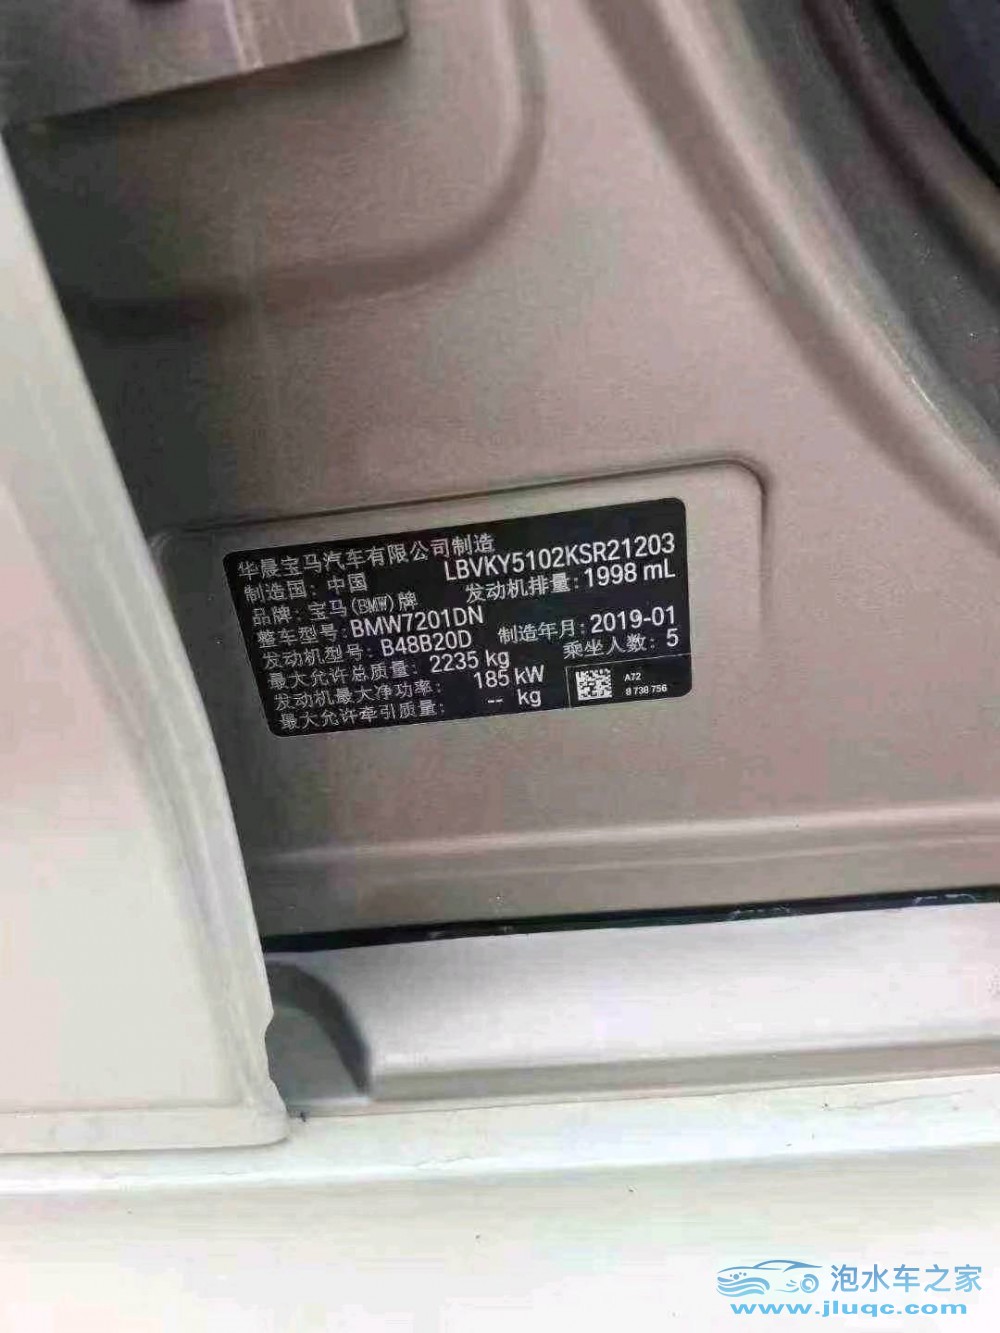 华晨宝马汽车有限公司制造
制造国：中国 LBVKY5102KSR21203
品牌：宝马(BMW)牌 发动机排量：1998 mL
整车型号：BMW7201DN
发动机型号：B48B20D 制造年月：2019-01
最大允许总质量：2235 kg 乘坐人数：5
发动机最大净功率：185 kW
最大允许牵引质量：-- kg
A72
8 738 756
泡水车之家
www.jluqc.com